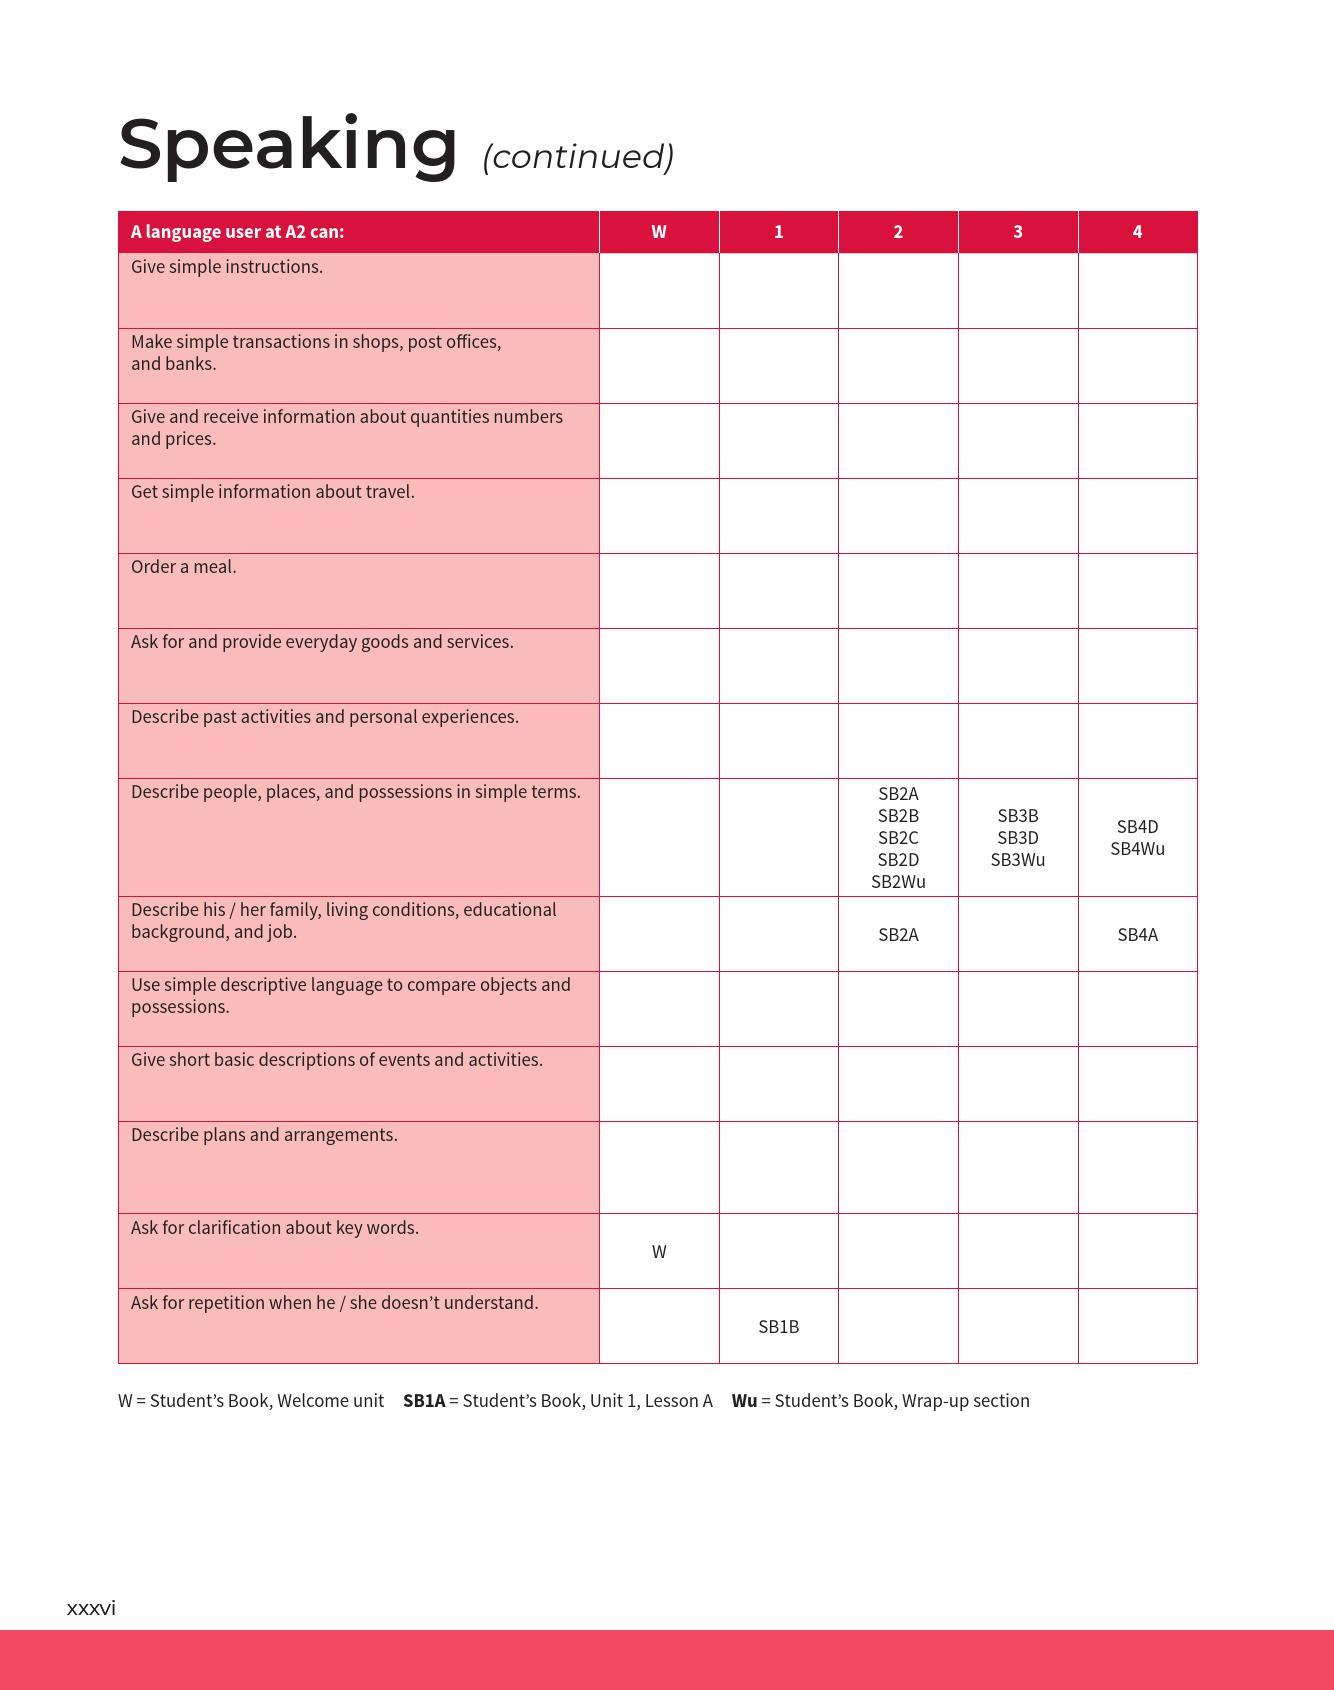 Speaking (continued)
A language user at A2 can: W 1 2 3 4
Give simple instructions.
Make simple transactions in shops, post offices,
and banks.
Give and receive information about quantities numbers
and prices.
Get simple information about travel.
Order a meal.
Ask for and provide everyday goods and services.
Describe past activities and personal experiences.
Describe people, places, and possessions in simple terms.
SB2A
SB2B
SB2C
SB2D
SB2Wu
SB3B
SB3D
SB3Wu
SB4D
SB4Wu
Describe his / her family, living conditions, educational
background, and job.
SB2A
SB4A
Use simple descriptive language to compare objects and
possessions.
Give short basic descriptions of events and activities.
Describe plans and arrangements.
Ask for clarification about key words.
W
Ask for repetition when he / she doesn’t understand.
SB1B
W = Student’s Book, Welcome unit SB1A = Student’s Book, Unit 1, Lesson A Wu = Student’s Book, Wrap-up section
xxxvi